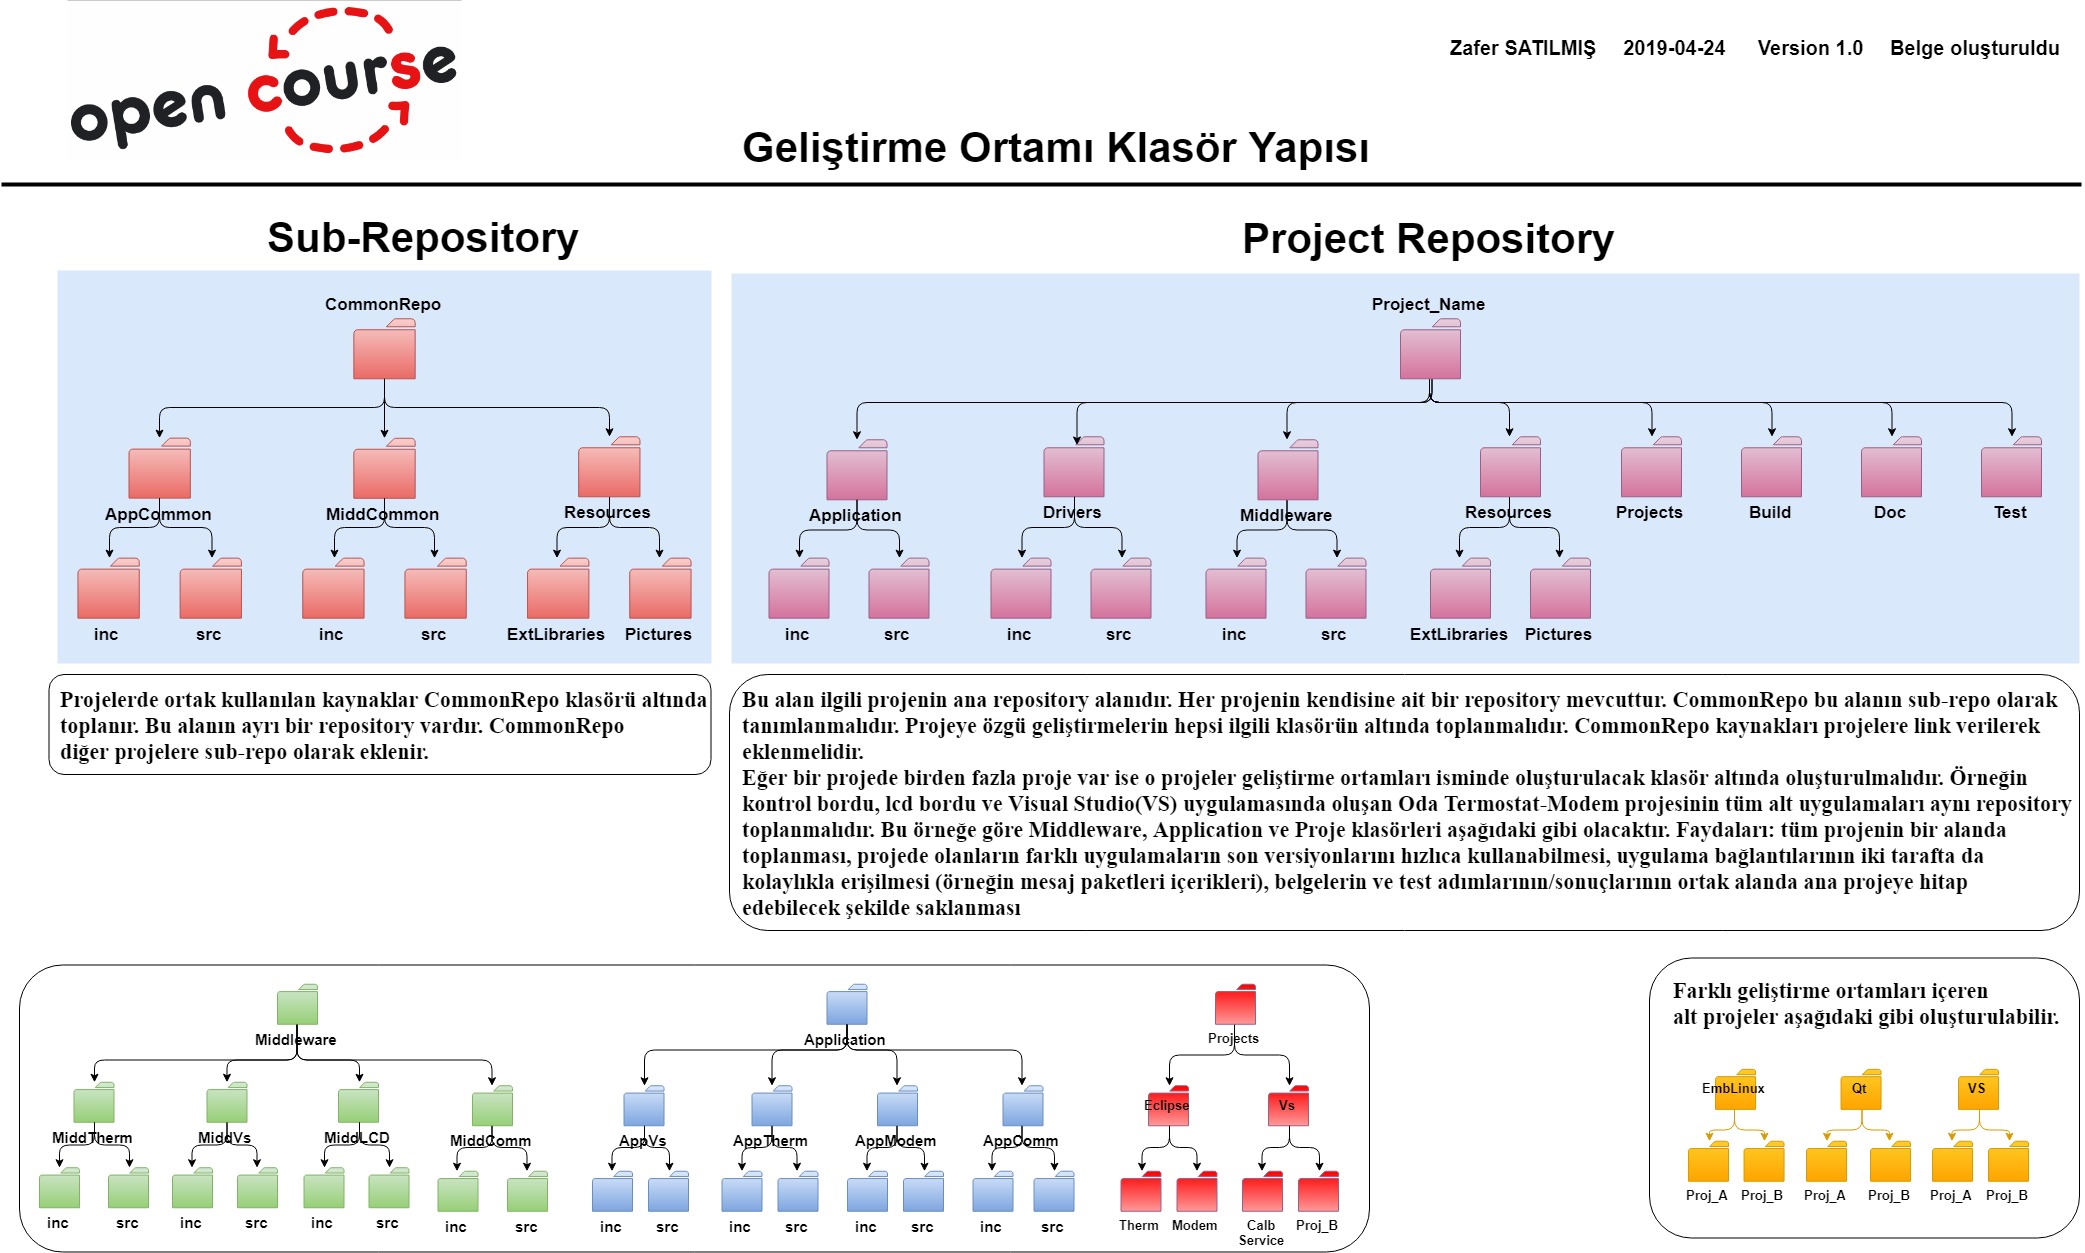 open course
Zafer SATILMIŞ 2019-04-24 Version 1.0 Belge oluşturuldu
Geliştirme Ortamı Klasör Yapısı
Sub-Repository
CommonRepo
AppCommon MiddCommon Resources
inc src inc src ExtLibraries Pictures
Projelerde ortak kullanılan kaynaklar CommonRepo klasörü altında
toplanır. Bu alanın ayrı bir repository vardır. CommonRepo
diğer projelere sub-repo olarak eklenir.
Project Repository
Project_Name
Application Drivers Middleware Resources Projects Build Doc Test
inc src inc src inc src ExtLibraries Pictures
Bu alan ilgili projenin ana repository alanıdır. Her projenin kendisine ait bir repository mevcuttur. CommonRepo bu alanın sub-repo olarak
tanımlanmalıdır. Projeye özgü geliştirmelerin hepsi ilgili klasörün altında toplanmalıdır. CommonRepo kaynakları projelere link verilerek
eklenmelidir.
Eğer bir projede birden fazla proje var ise o projeler geliştirme ortamları isminde oluşturulacak klasör altında oluşturulmalıdır. Örneğin
kontrol bordu, lcd bordu ve Visual Studio(VS) uygulamasında oluşan Oda Termostat-Modem projesinin tüm alt uygulamaları aynı repository
toplanmalıdır. Bu örneğe göre Middleware, Application ve Proje klasörleri aşağıdaki gibi olacaktır. Faydaları: tüm projenin bir alanda
toplanması, projede olanların farklı uygulamaların son versiyonlarını hızlıca kullanabilmesi, uygulama bağlantılarının iki tarafta da
kolaylıkla erişilmesi (örneğin mesaj paketleri içerikleri), belgelerin ve test adımlarının/sonuçlarının ortak alanda ana projeye hitap
edebilecek şekilde saklanması
Middleware
MiddTherm MiddVs MiddLCD MiddComm
inc src inc src inc src inc src
Application
AppVs AppTherm AppModem AppComm
inc src inc src inc src inc src
Projects
Eclipse Vs
Therm Modem Calb Proj_B
Service
Farklı geliştirme ortamları içeren
alt projeler aşağıdaki gibi oluşturulabilir.
EmbLinux Qt VS
Proj_A Proj_B Proj_A Proj_B Proj_A Proj_B